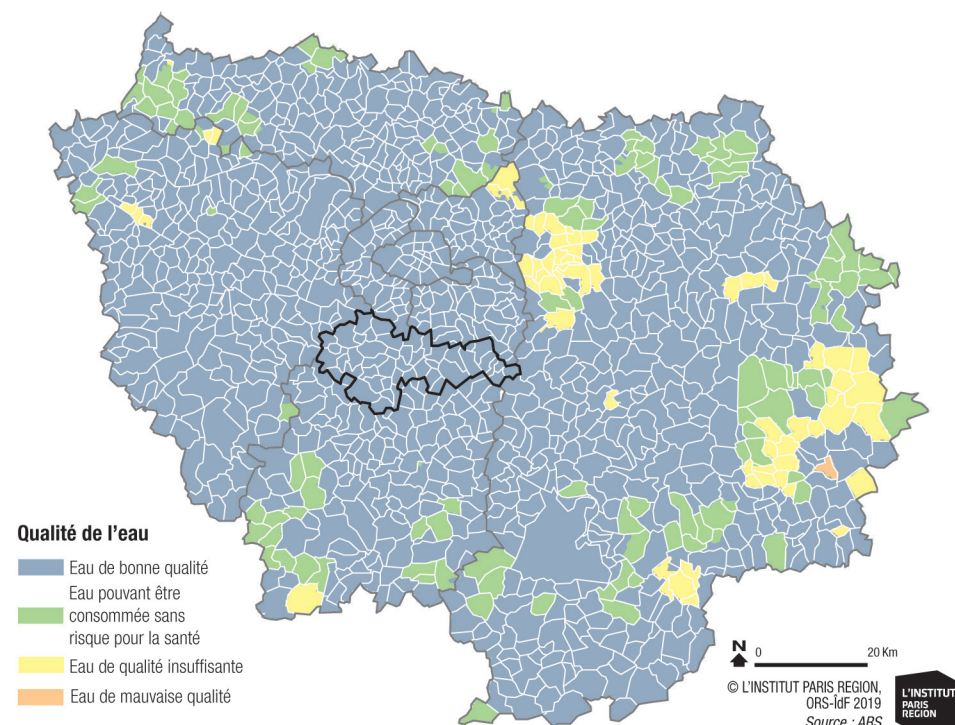 Qualité de l'eau
Eau de bonne qualité
Eau pouvant être
consommée sans
risque pour la santé
Eau de qualité insuffisante
Eau de mauvaise qualité
N
0 20 Km
© L'INSTITUT PARIS REGION,
ORS-ÎdF 2019
Source : ARS
L'INSTITUT
PARIS
REGION